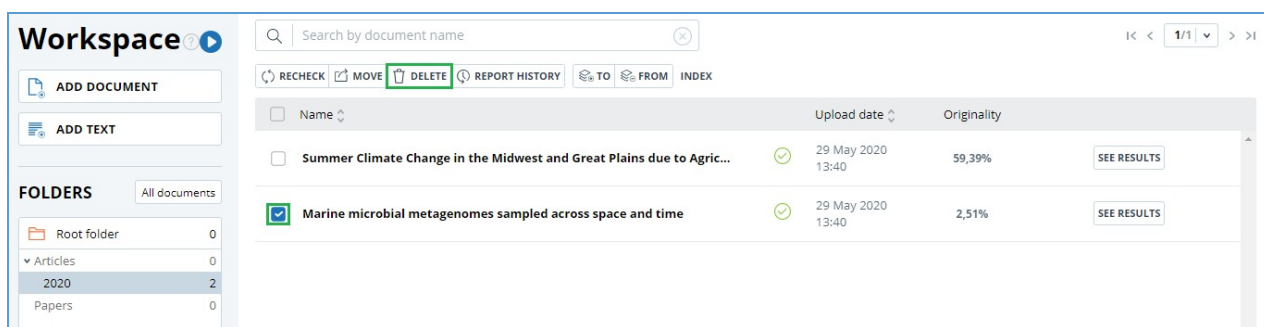 Workspace
ADD DOCUMENT
ADD TEXT
FOLDERS All documents
Root folder 0
Articles 0
2020 2
Papers 0
Search by document name
1/1
RECHECK MOVE DELETE REPORT HISTORY TO FROM INDEX
Name Upload date Originality
Summer Climate Change in the Midwest and Great Plains due to Agric... 29 May 2020 59,39% SEE RESULTS
13:40
Marine microbial metagenomes sampled across space and time 29 May 2020 2,51% SEE RESULTS
13:40